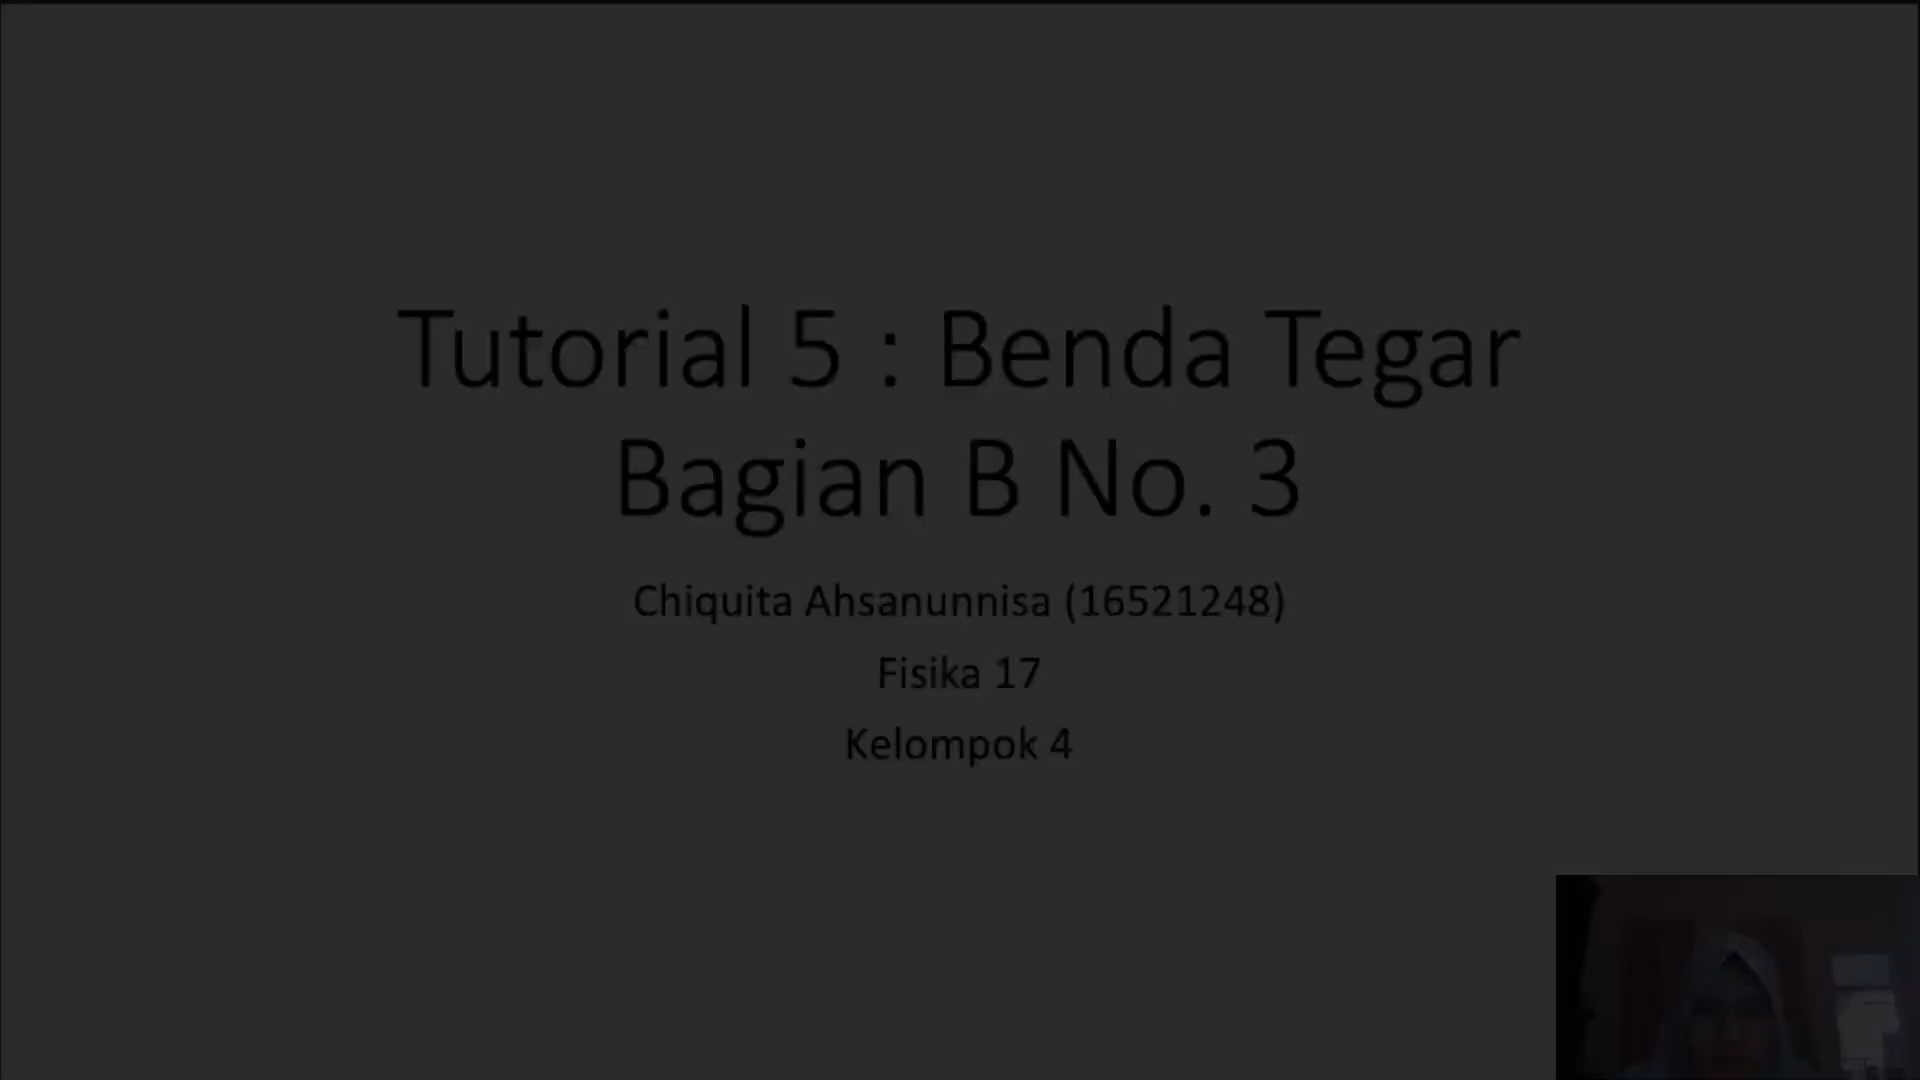 Tutorial 5 : Benda Tegar
Bagian B No. 3
Chiquita Ahsanunnisa (16521248)
Fisika 17
Kelompok 4